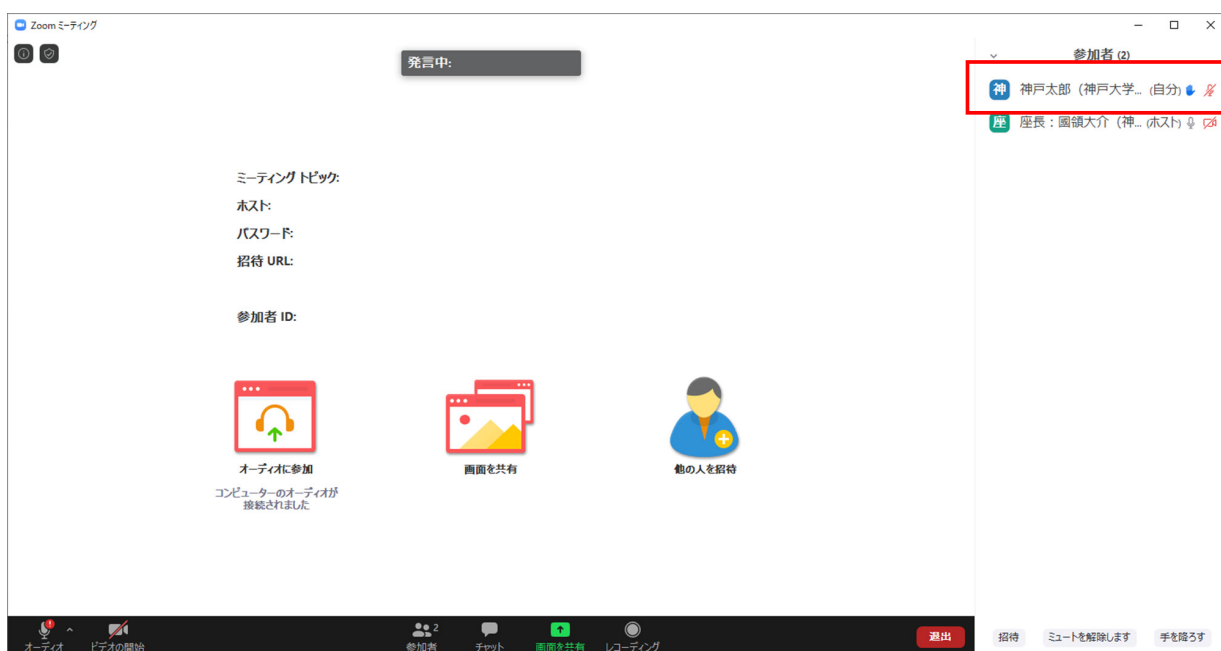 Zoom ミーティング
発言中:
参加者 (2)
神 神戸太郎（神戸大学... (自分)
座 座長：國領大介（神... (ホスト)
ミーティング トピック:
ホスト:
パスワード:
招待 URL:
参加者 ID:
オーディオに参加
コンピューターのオーディオが
接続されました
画面を共有
他の人を招待
オーディオ
ビデオの開始
参加者 2
チャット
画面を共有
レコーディング
退出
招待
ミュートを解除します
手を降ろす